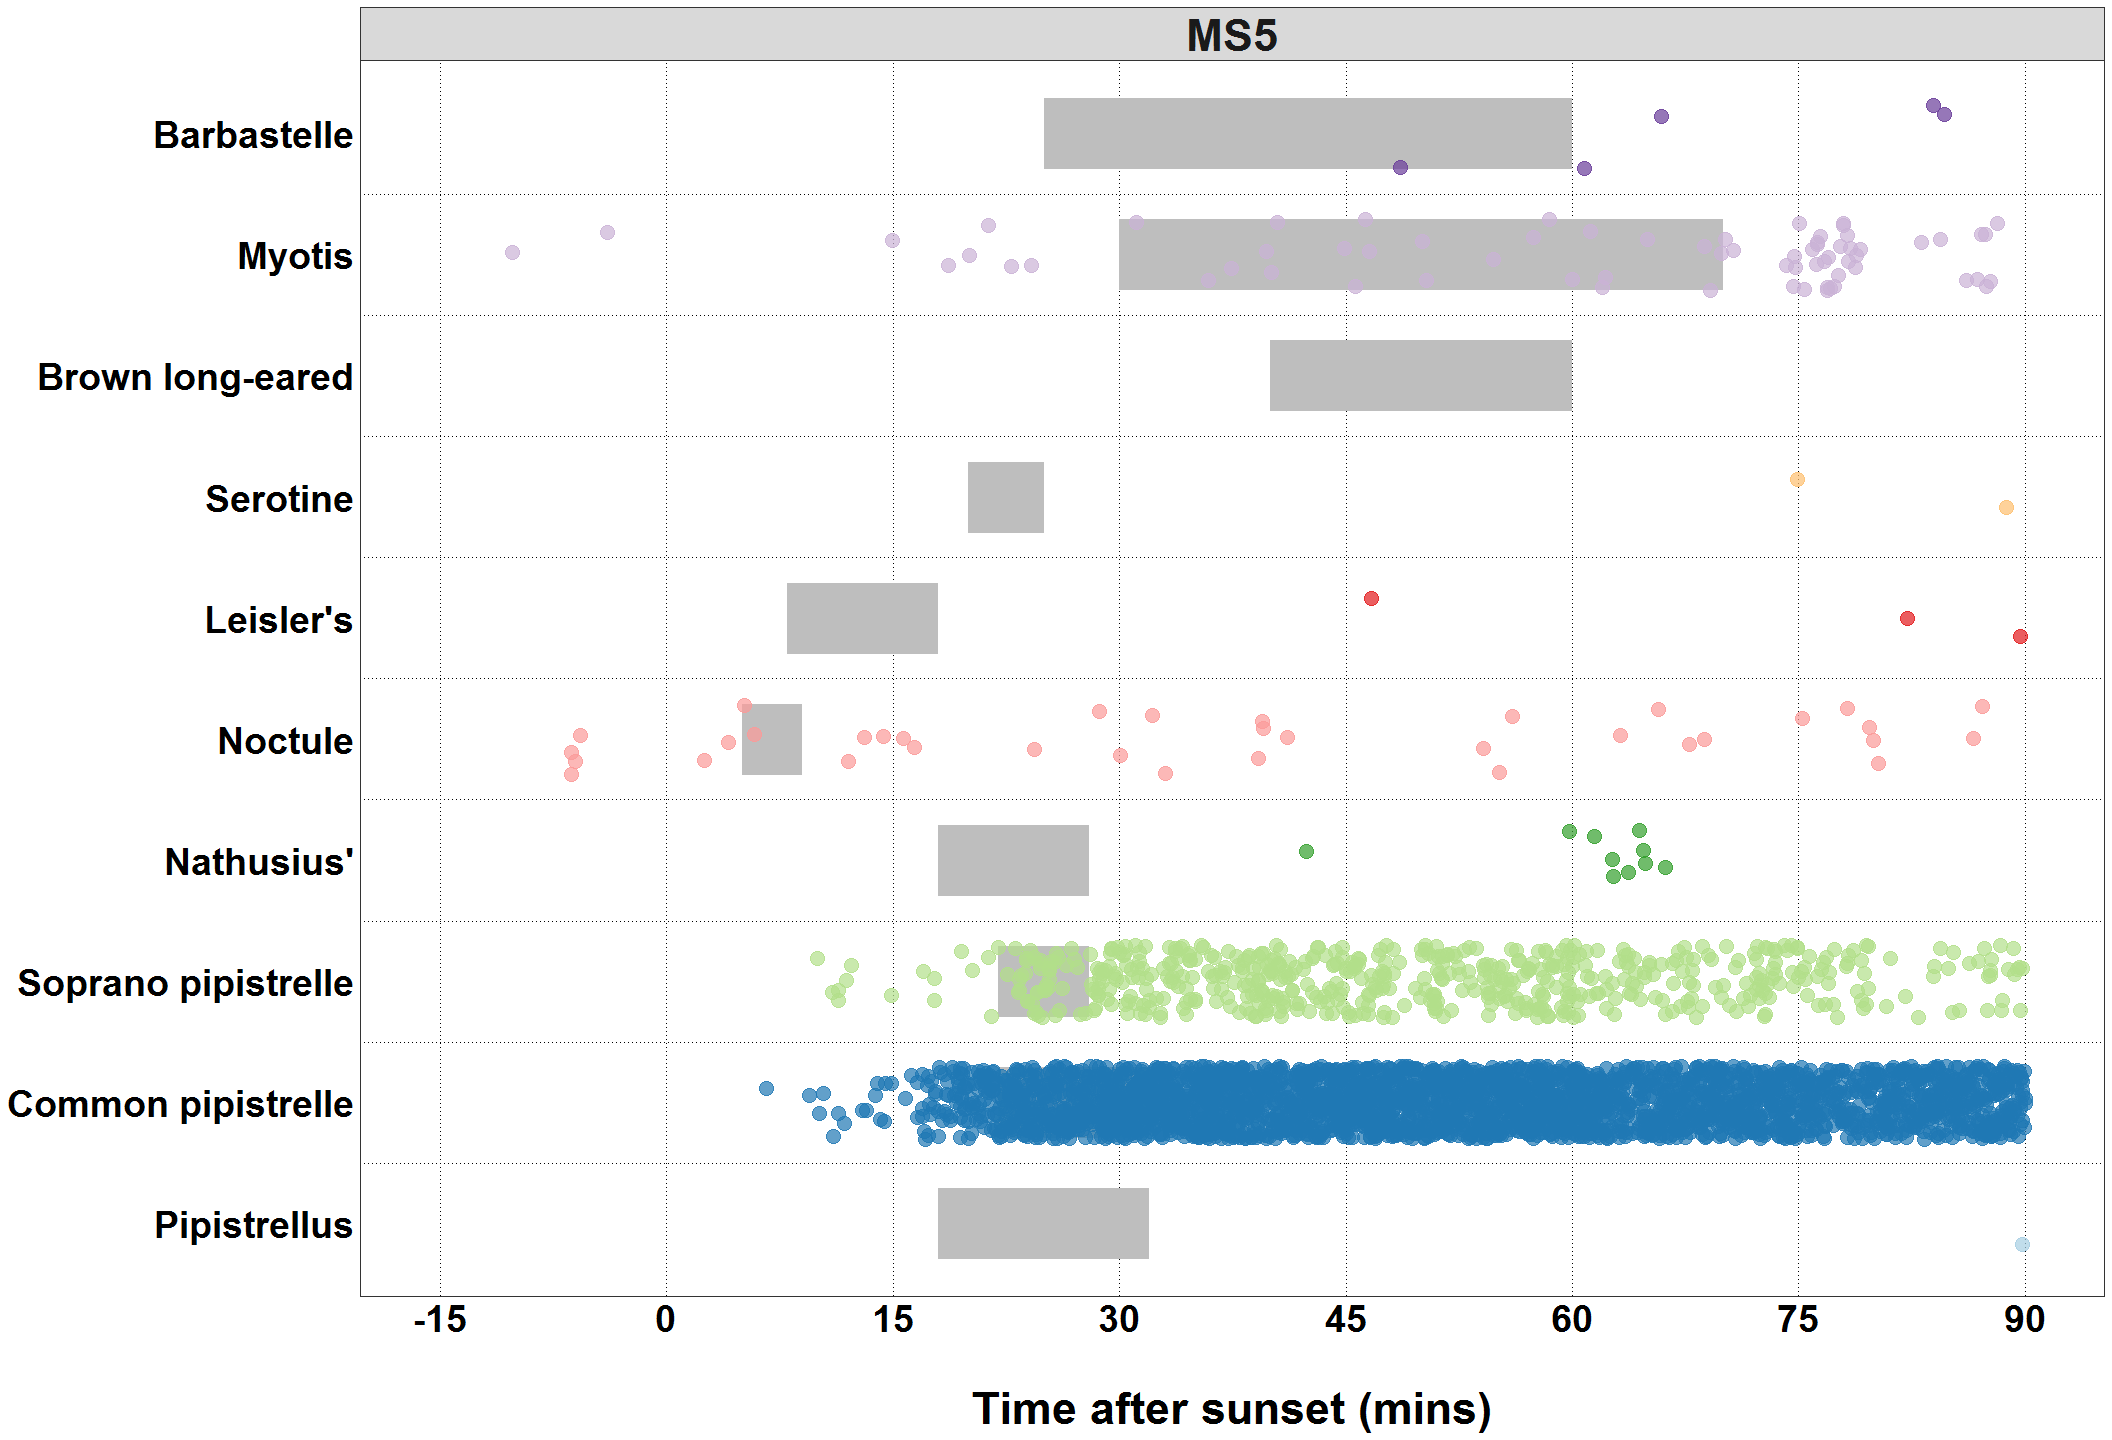 MS5
Barbastelle
Myotis
Brown long-eared
Serotine
Leisler's
Noctule
Nathusius'
Soprano pipistrelle
Common pipistrelle
Pipistrellus
-15 0 15 30 45 60 75 90
Time after sunset (mins)